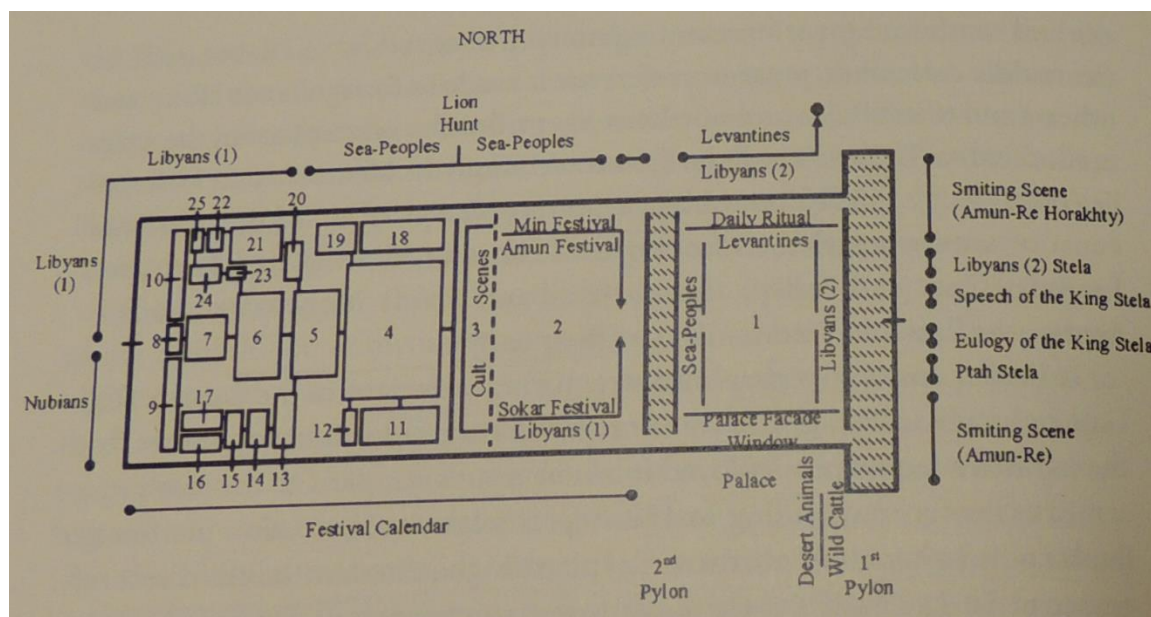 NORTH
Lion
Hunt
Libyans (1)
Sea-Peoples
Sea-Peoples
Levantines
Libyans (2)
Smiting Scene
(Amun-Re Horakhty)
Libyans (2) Stela
Speech of the King Stela
Eulogy of the King Stela
Ptah Stela
Smiting Scene
(Amun-Re)
Libyans
(1)
Nubians
25
22
20
21
19
18
10
24
23
8
7
6
5
4
3
Cult Scenes
9
17
16
15
14
13
12
11
Min Festival
Amun Festival
2
Sokar Festival
Libyans (1)
Daily Ritual
Levantines
Sea-Peoples
1
Libyans (2)
Palace Facade
Window
Palace
Desert Animals
Wild Cattle
Festival Calendar
2nd
Pylon
1st
Pylon